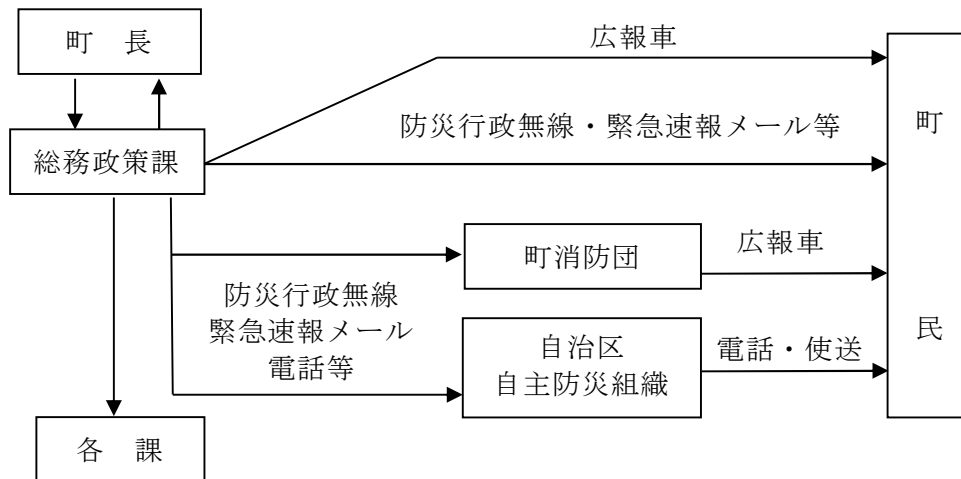 町　長
広報車
防災行政無線・緊急速報メール等
総務政策課
町消防団
広報車
防災行政無線
緊急速報メール
電話等
自治区
自主防災組織
電話・使送
各　課
町
民